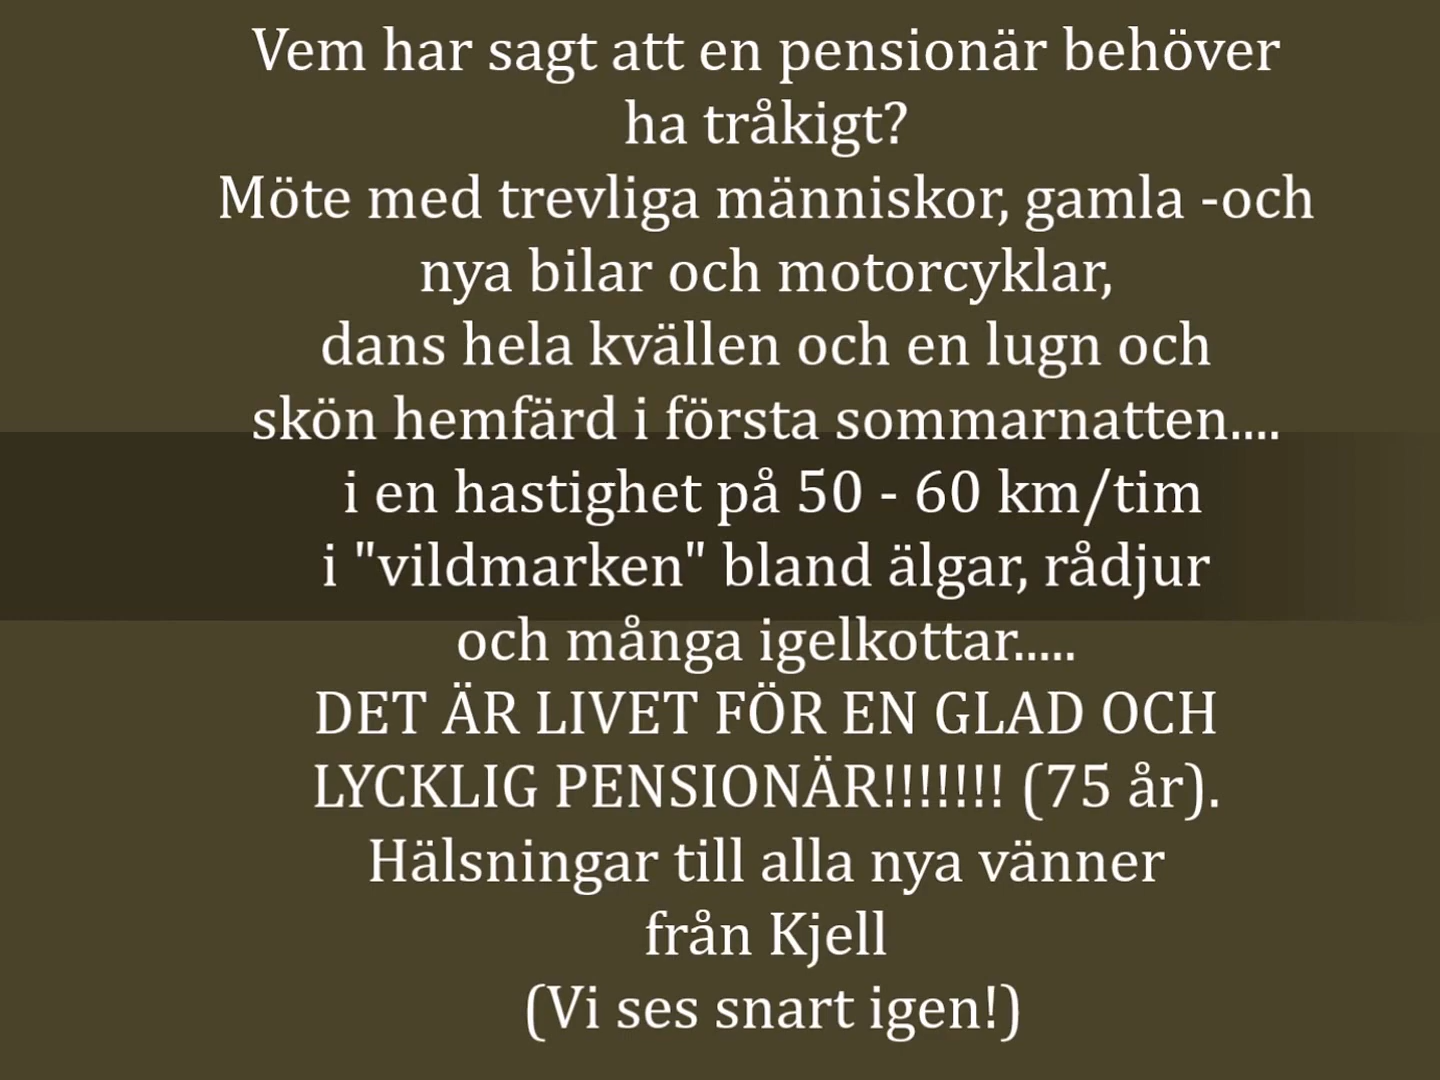 Vem har sagt att en pensionär behöver
ha tråkigt?
Möte med trevliga människor, gamla -och
nya bilar och motorcyklar,
dans hela kvällen och en lugn och
skön hemfärd i första sommarnatten....
i en hastighet på 50 - 60 km/tim
i "vildmarken" bland älgar, rådjur
och många igelkottar.....
DET ÄR LIVET FÖR EN GLAD OCH
LYCKLIG PENSIONÄR!!!!!!! (75 år).
Hälsningar till alla nya vänner
från Kjell
(Vi ses snart igen!)